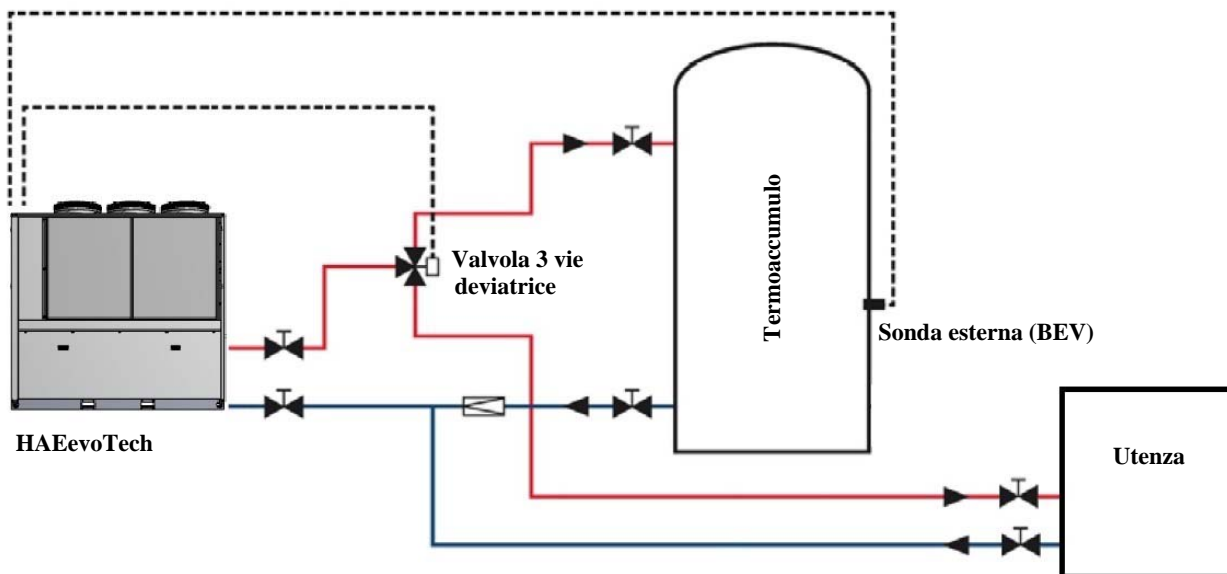 Valvola 3 vie
deviatrice
Termoaccumulo
Sonda esterna (BEV)
HAEevoTech
Utenza